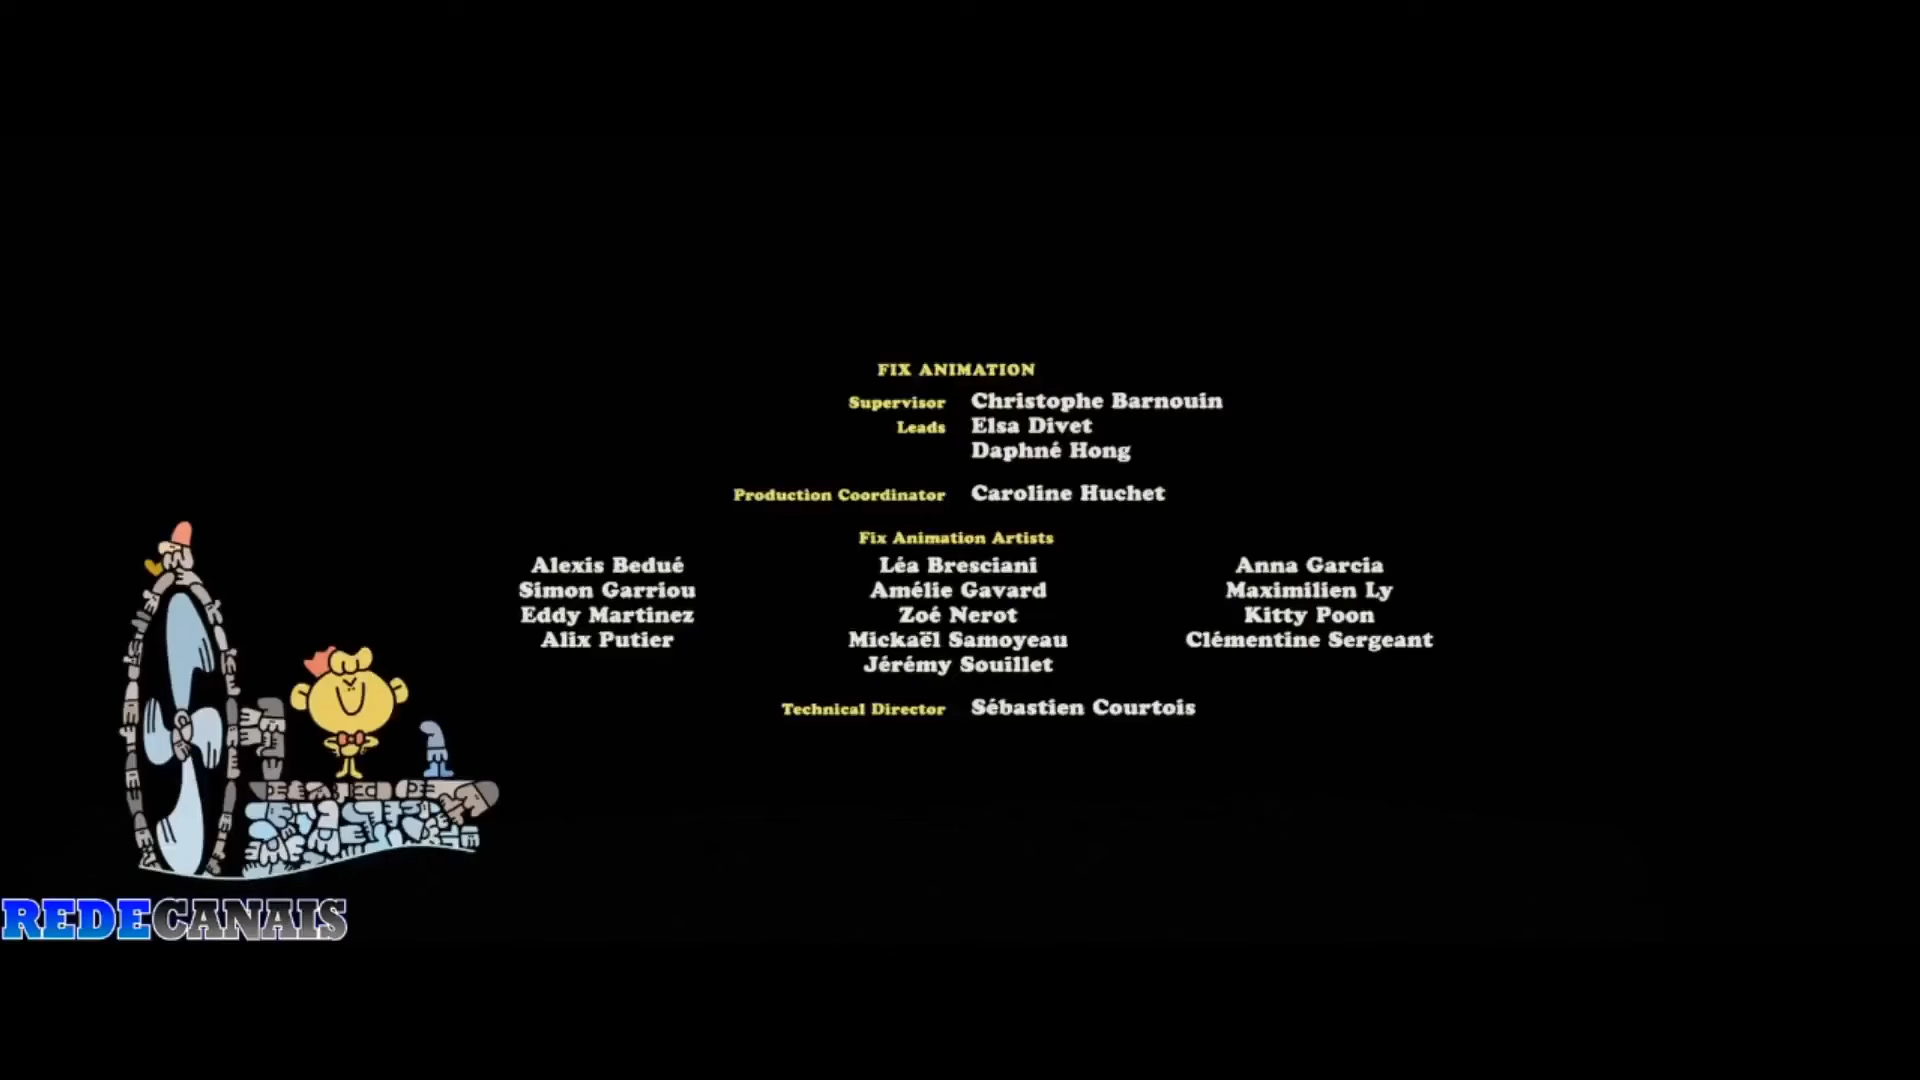 FIX ANIMATION
Supervisor Christophe Barnouin
Leads Elsa Divet
Daphné Hong
Production Coordinator Caroline Huchet
Fix Animation Artists
Alexis Bedué Léa Bresciani Anna Garcia
Simon Garriou Amélie Gavard Maximilien Ly
Eddy Martinez Zoé Nerot Kitty Poon
Alix Putier Mickaël Samoyeau Clémentine Sergeant
Jérémy Souillet
Technical Director Sébastien Courtois
REDECANAIS